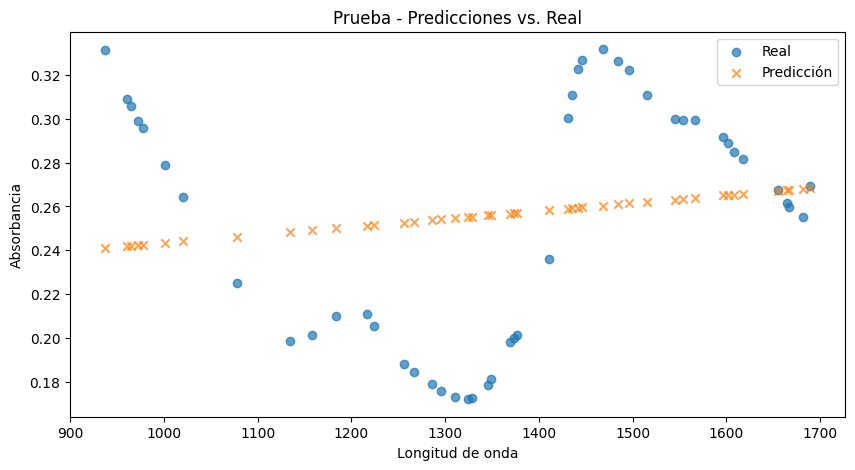 Prueba - Predicciones vs. Real
Real
Predicción
Absorbancia
0.32
0.30
0.28
0.26
0.24
0.22
0.20
0.18
900 1000 1100 1200 1300 1400 1500 1600 1700
Longitud de onda